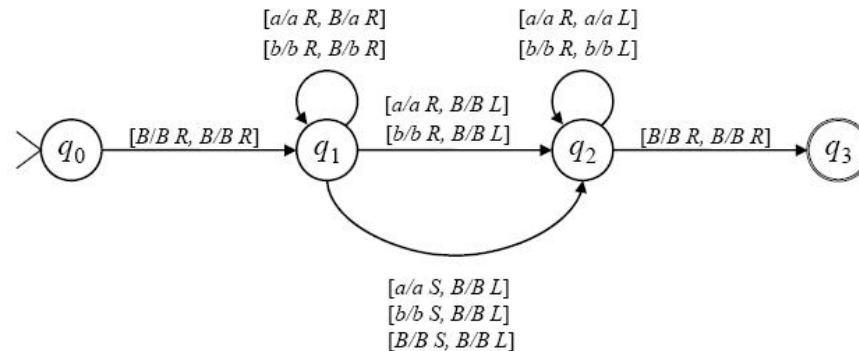 [a/a R, B/a R]
[b/b R, B/b R]
[a/a R, a/a L]
[b/b R, b/b L]
[a/a R, B/B L]
[b/b R, B/B L]
q0
[B/B R, B/B R]
q1
q2
[B/B R, B/B R]
q3
[a/a S, B/B L]
[b/b S, B/B L]
[B/B S, B/B L]